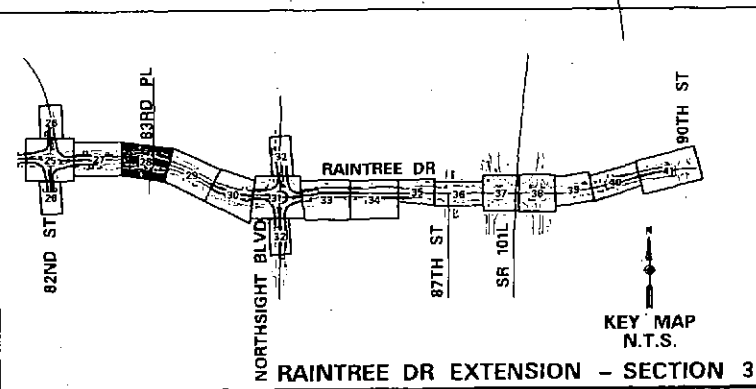 83RD PL
90TH ST
26
32
RAINTREE DR
25
27
28
29
30
31
33
34
35
36
37
38
39
40
41
26
32
82ND ST
NORTHSIGHT BLVD
87TH ST
SR 101L
N
KEY MAP
N.T.S.
RAINTREE DR EXTENSION - SECTION 3